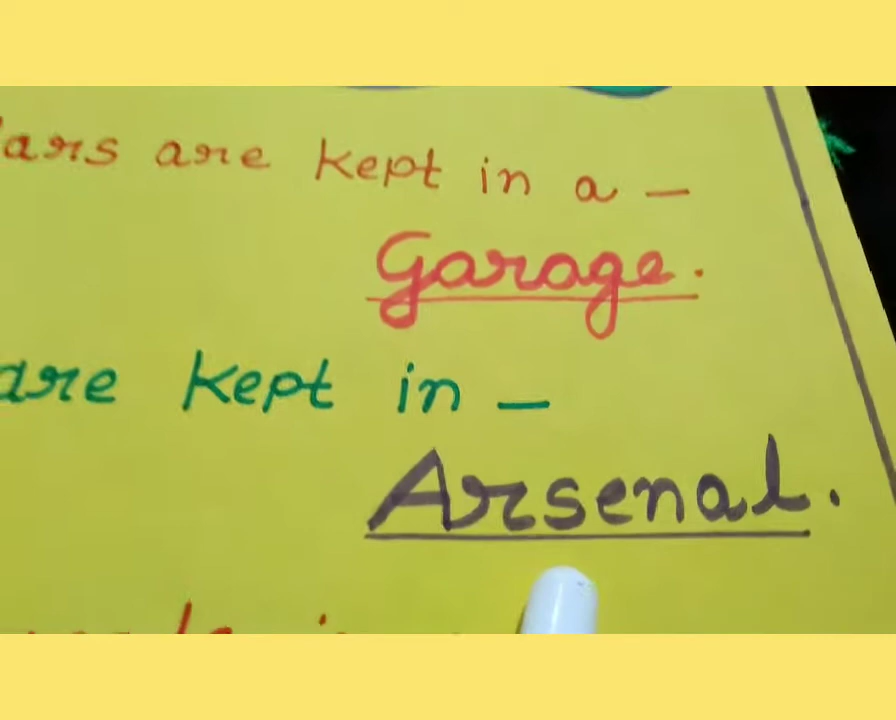 ars are kept in a —
Garage.
are kept in —
Arsenal.